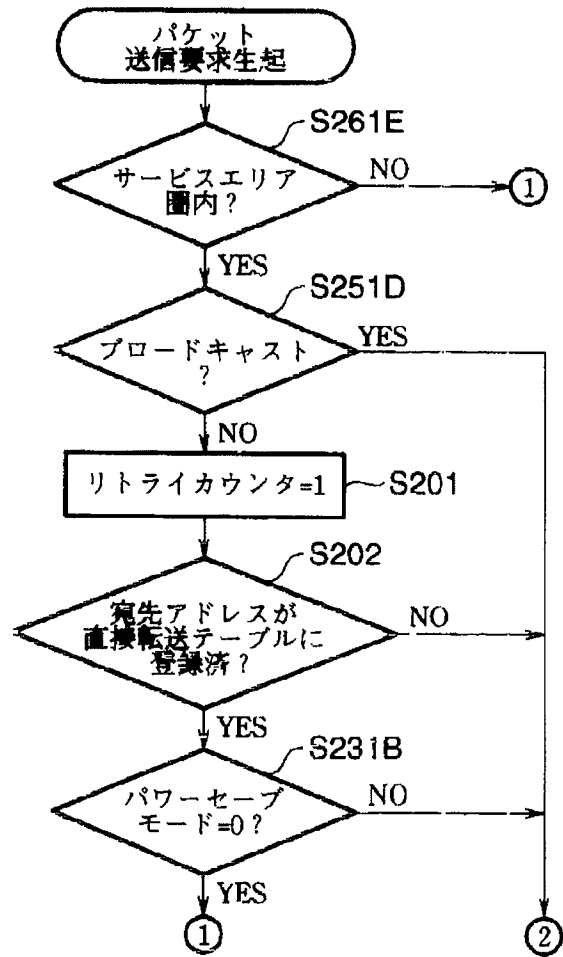 パケット
送信要求生起
S261E
サービスエリア
圏内?
NO
①
YES
S251D
ブロードキャスト
?
YES
NO
リトライカウンタ=1
S201
S202
宛先アドレスが
直接転送テーブルに
登録済?
NO
YES
S231B
パワーセーブ
モード=0?
NO
YES
①
②